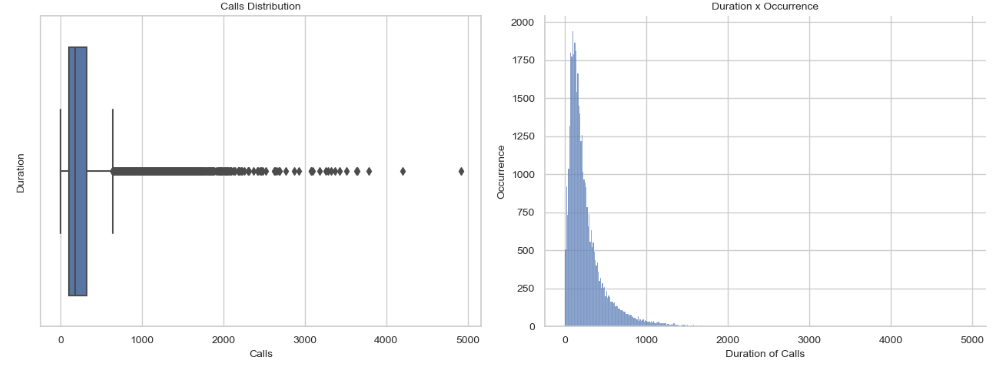 Calls Distribution
Duration
0 1000 2000 3000 4000 5000
Calls
Duration x Occurrence
Occurrence
2000
1750
1500
1250
1000
750
500
250
0
0 1000 2000 3000 4000 5000
Duration of Calls